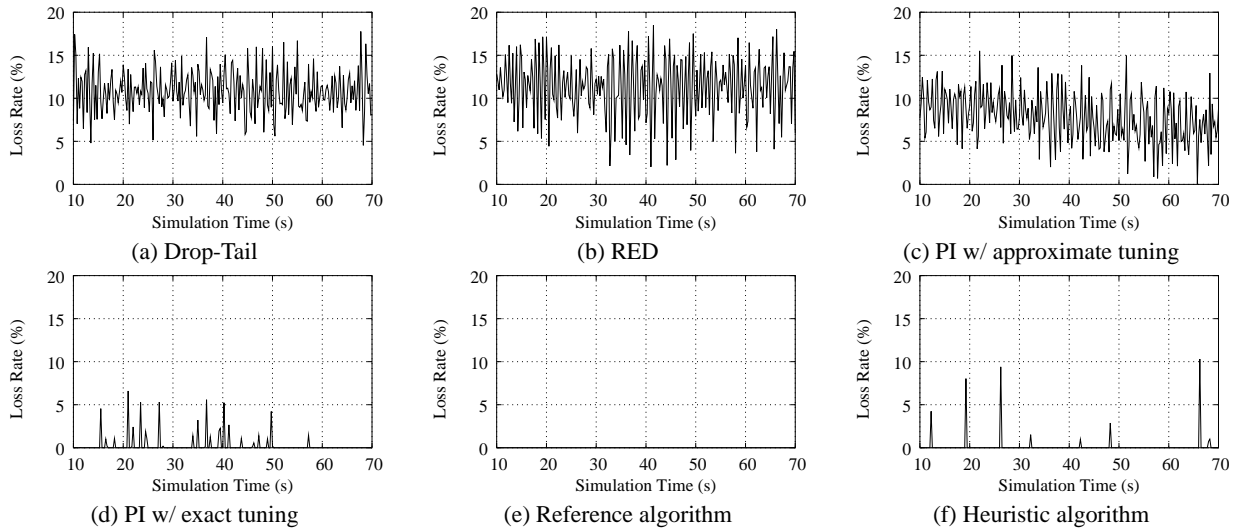 20
15
10
5
0
Loss Rate (%)
10 20 30 40 50 60 70
Simulation Time (s)
(a) Drop-Tail
20
15
10
5
0
Loss Rate (%)
10 20 30 40 50 60 70
Simulation Time (s)
(b) RED
20
15
10
5
0
Loss Rate (%)
10 20 30 40 50 60 70
Simulation Time (s)
(c) PI w/ approximate tuning
20
15
10
5
0
Loss Rate (%)
10 20 30 40 50 60 70
Simulation Time (s)
(d) PI w/ exact tuning
20
15
10
5
0
Loss Rate (%)
10 20 30 40 50 60 70
Simulation Time (s)
(e) Reference algorithm
20
15
10
5
0
Loss Rate (%)
10 20 30 40 50 60 70
Simulation Time (s)
(f) Heuristic algorithm